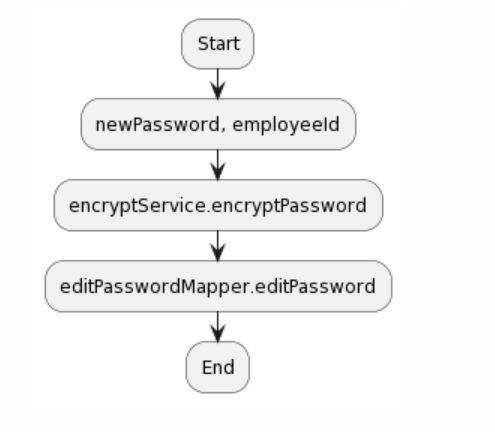 Start
newPassword, employeeId
encryptService.encryptPassword
editPasswordMapper.editPassword
End